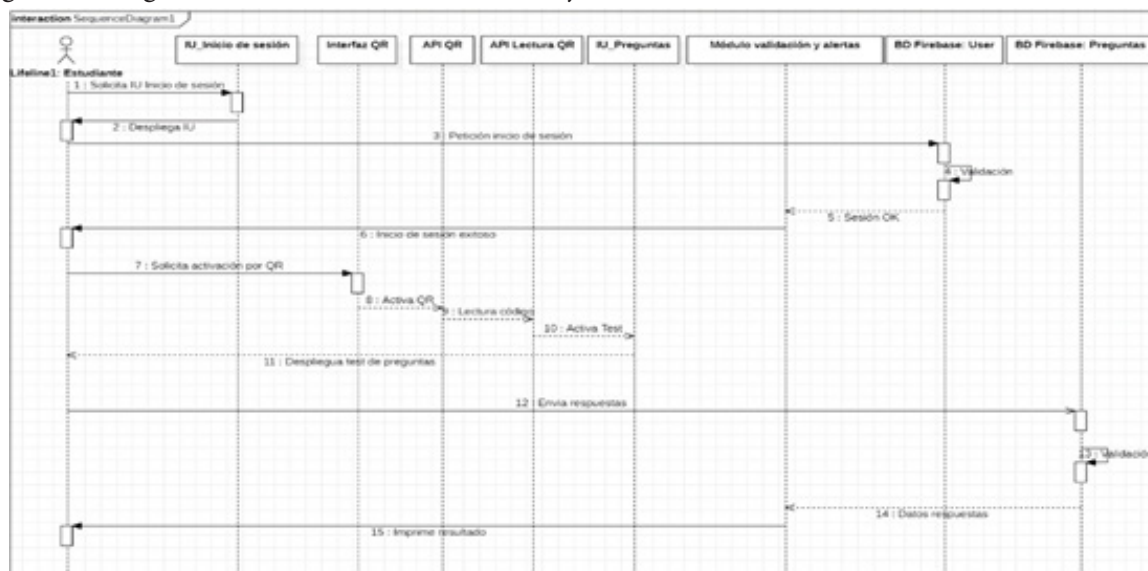 interaction SequenceDiagram1
IU_Inicio de sesión
Interfaz QR
API QR
API Lectura QR
IU_Preguntas
Módulo validación y alertas
BD Firebase: User
BD Firebase: Preguntas
Lifeline1: Estudiante
1 : Solicita IU Inicio de sesión
2 : Despliega IU
3 : Petición inicio de sesión
4 : Validación
5 : Sesión OK
6 : Inicio de sesión exitoso
7 : Solicita activación por QR
8 : Activa QR
9 : Lectura código
10 : Activa Test
11 : Despliegua test de preguntas
12 : Envia respuestas
13 : Validació
14 : Datos respuestas
15 : Imprime resultado